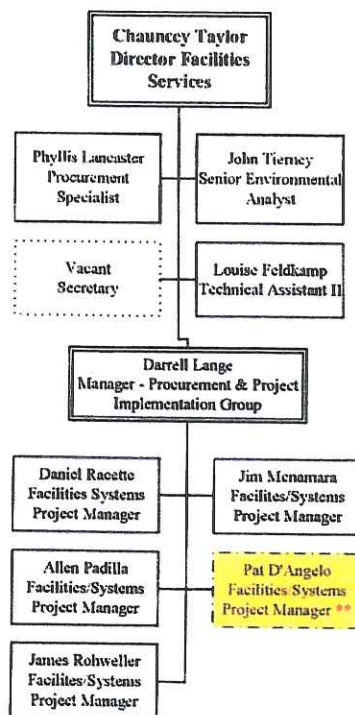 Chauncey Taylor
Director Facilities
Services
Phyllis Lancaster
Procurement
Specialist
John Tierney
Senior Environmental
Analyst
Vacant
Secretary
Louise Feldkamp
Technical Assistant II
Darrell Lange
Manager - Procurement & Project
Implementation Group
Daniel Racette
Facilities Systems
Project Manager
Jim Mcnamara
Facilites/Systems
Project Manager
Allen Padilla
Facilities/Systems
Project Manager
Pat D'Angelo
Facilities/Systems
Project Manager **
James Rohweller
Facilites/Systems
Project Manager